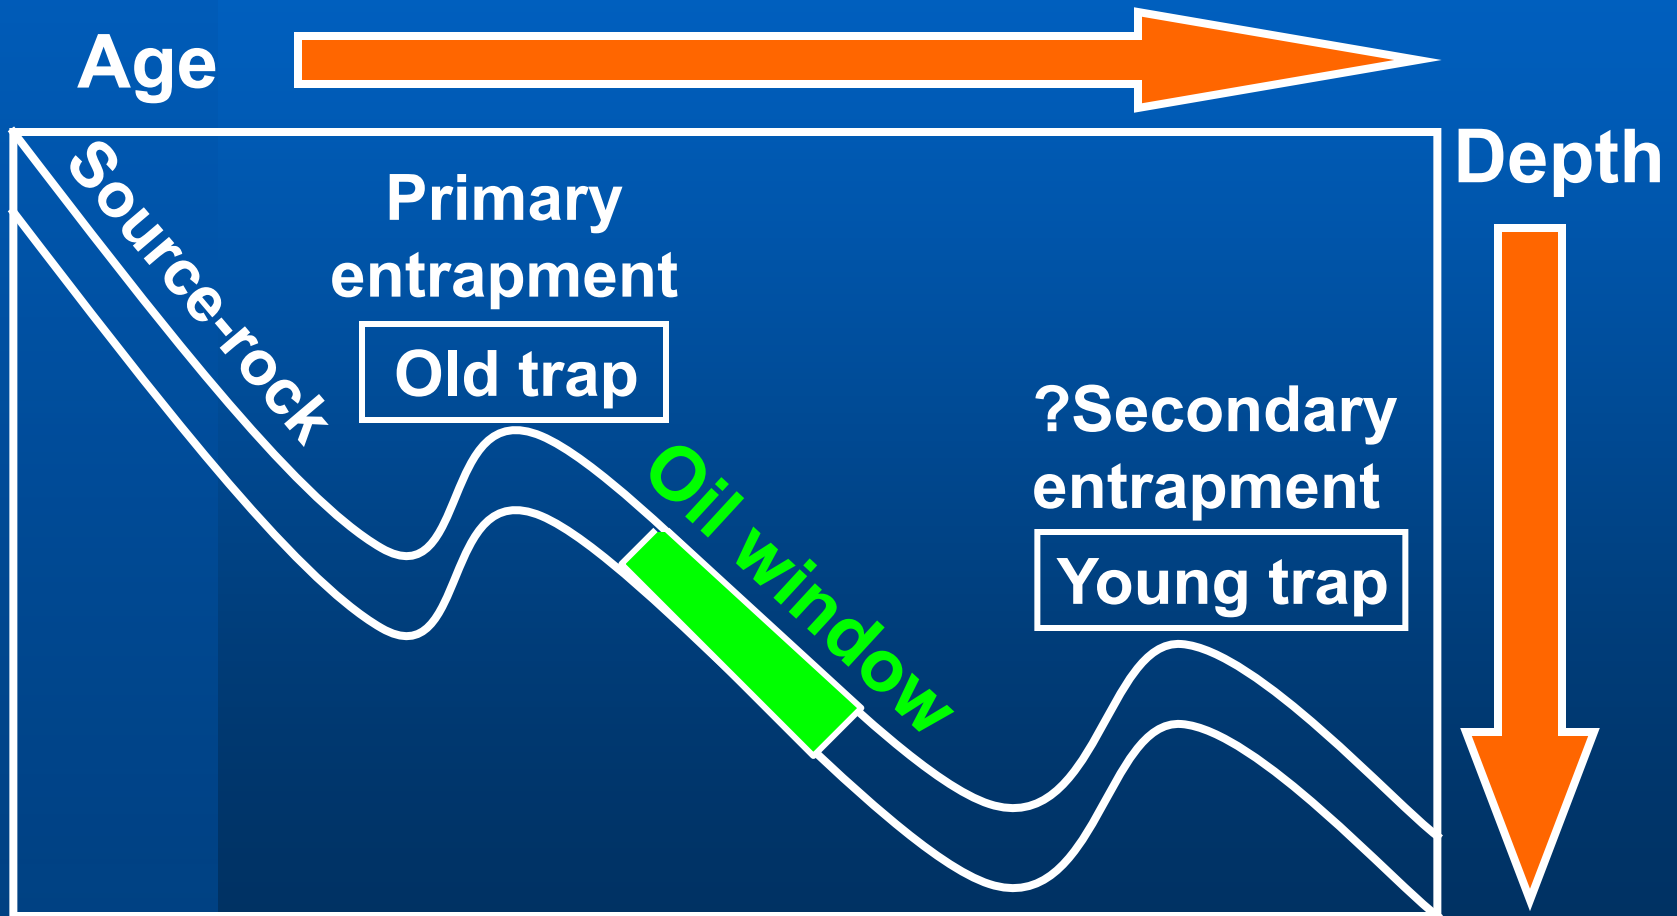 Age
Depth
Source-rock
Primary
entrapment
Old trap
Oil window
?Secondary
entrapment
Young trap